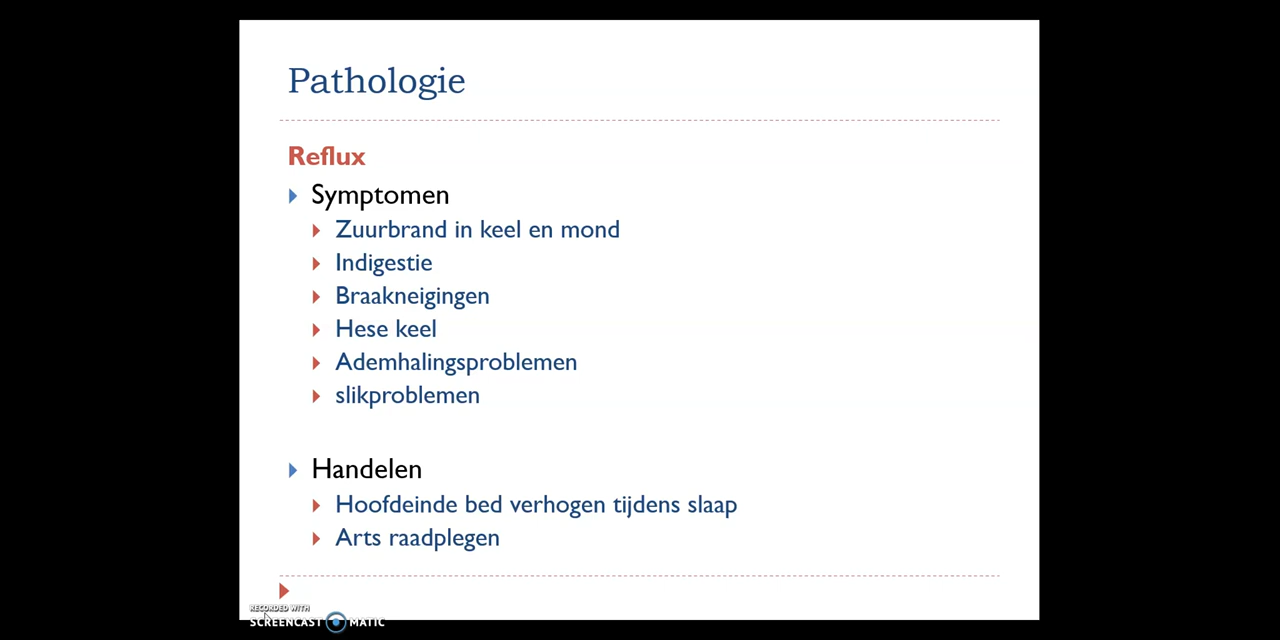 Pathologie
Reflux
Symptomen
Zuurbrand in keel en mond
Indigestie
Braakneigingen
Hese keel
Ademhalingsproblemen
slikproblemen
Handelen
Hoofdeinde bed verhogen tijdens slaap
Arts raadplegen
RECORDED WITH
SCREENCAST MATIC